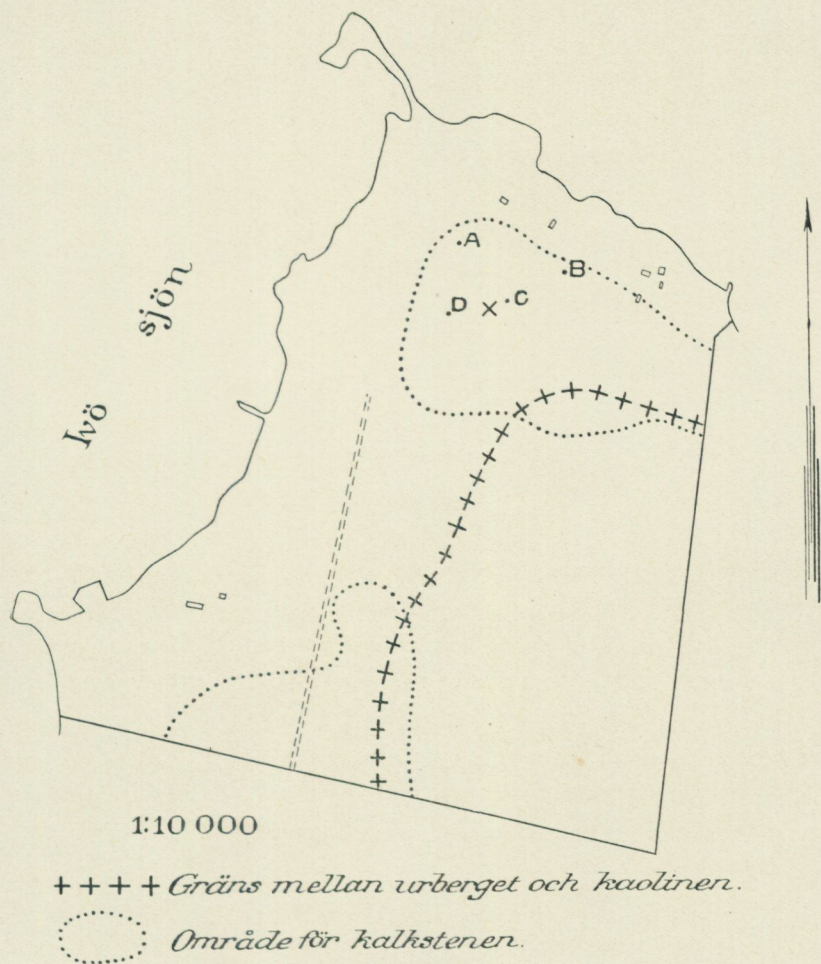 A
B
D × C
Ivö sjön
1:10 000
++++ Gräns mellan urberget och kaolinen.
Område för kalkstenen.